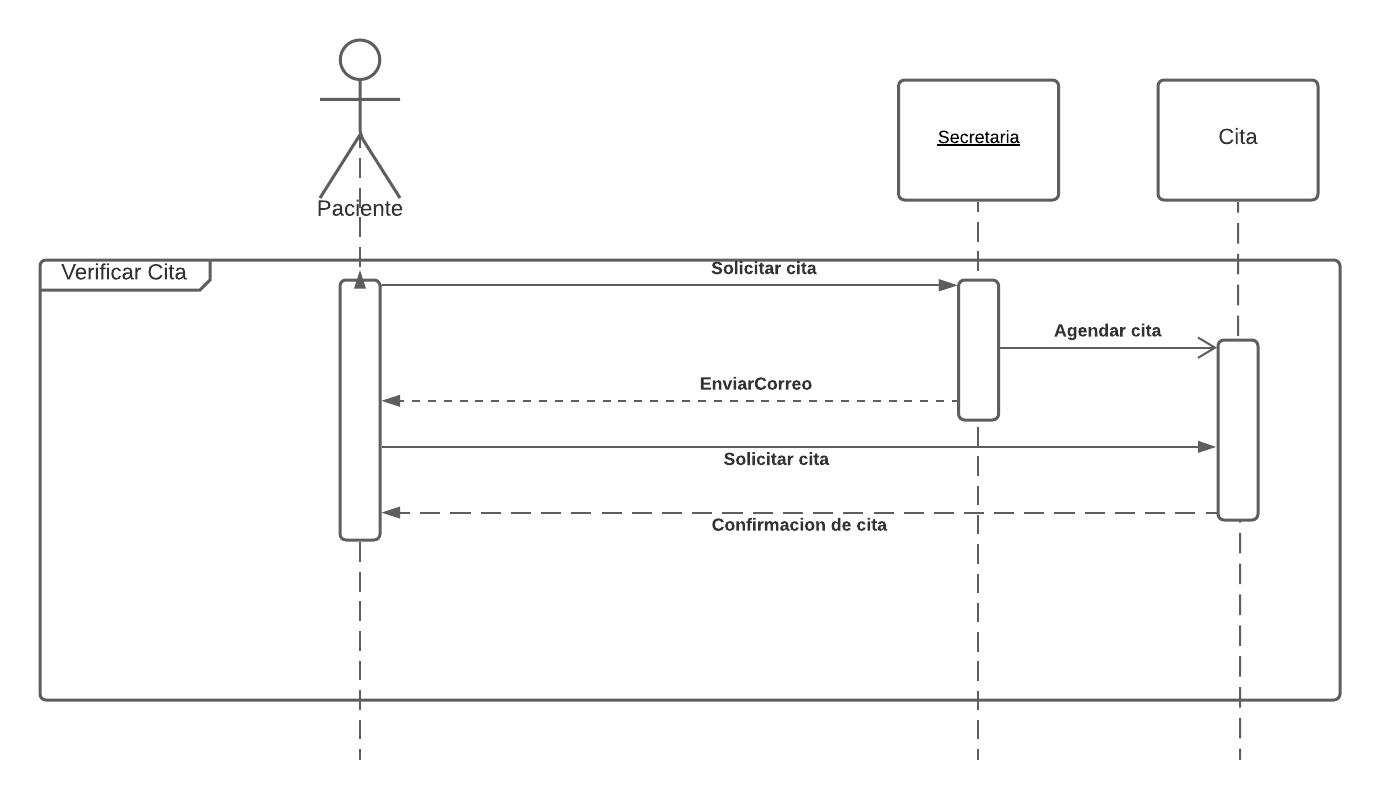 Paciente
Secretaria
Cita
Verificar Cita
Solicitar cita
Agendar cita
EnviarCorreo
Solicitar cita
Confirmacion de cita